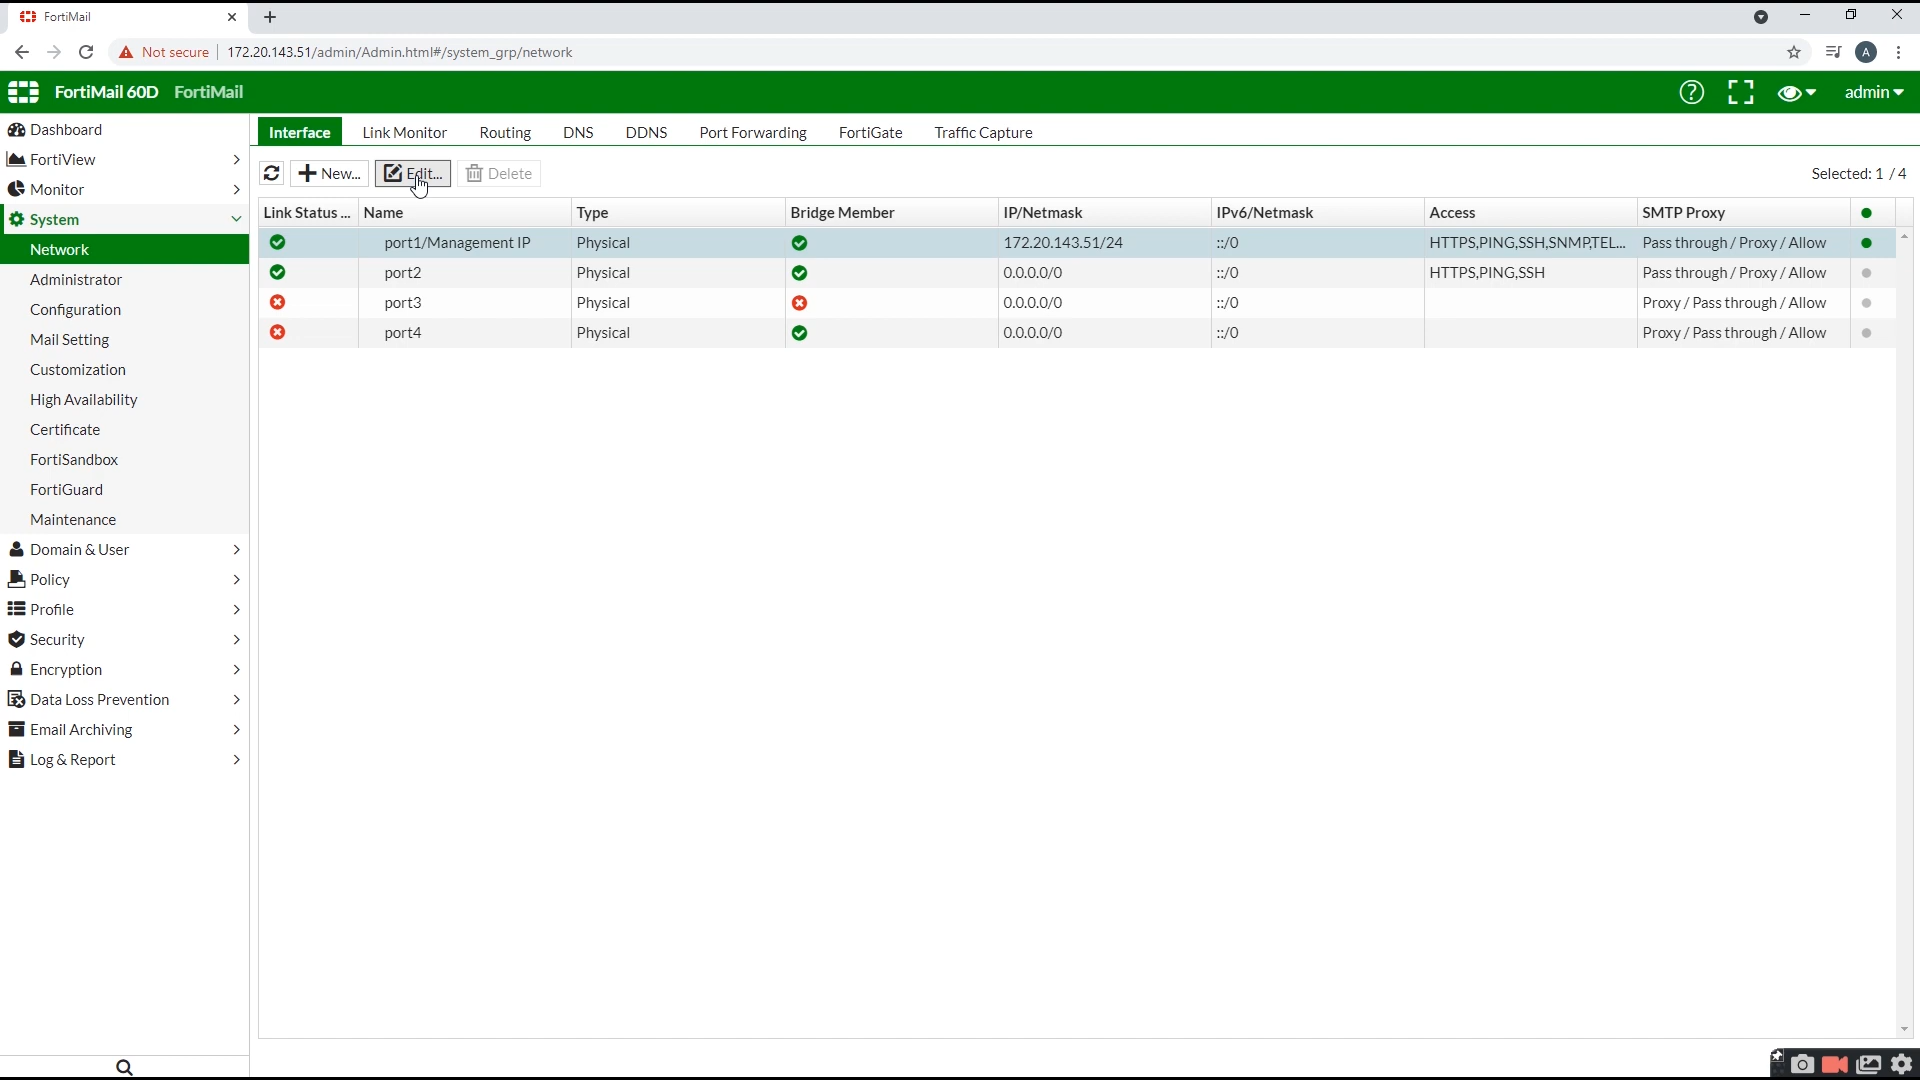 FortiMail
Not secure
172.20.143.51/admin/Admin.html#/system_grp/network
A
FortiMail 60D FortiMail
admin
Dashboard
FortiView
Monitor
System
Network
Administrator
Configuration
Mail Setting
Customization
High Availability
Certificate
FortiSandbox
FortiGuard
Maintenance
Domain & User
Policy
Profile
Security
Encryption
Data Loss Prevention
Email Archiving
Log & Report
Interface Link Monitor Routing DNS DDNS Port Forwarding FortiGate Traffic Capture
New... Edit... Delete Selected: 1 / 4
Link Status ... Name Type Bridge Member IP/Netmask IPv6/Netmask Access SMTP Proxy
port1/Management IP Physical 172.20.143.51/24 ::/0 HTTPS,PING,SSH,SNMP,TEL... Pass through / Proxy / Allow
port2 Physical 0.0.0.0/0 ::/0 HTTPS,PING,SSH Pass through / Proxy / Allow
port3 Physical 0.0.0.0/0 ::/0 Proxy / Pass through / Allow
port4 Physical 0.0.0.0/0 ::/0 Proxy / Pass through / Allow